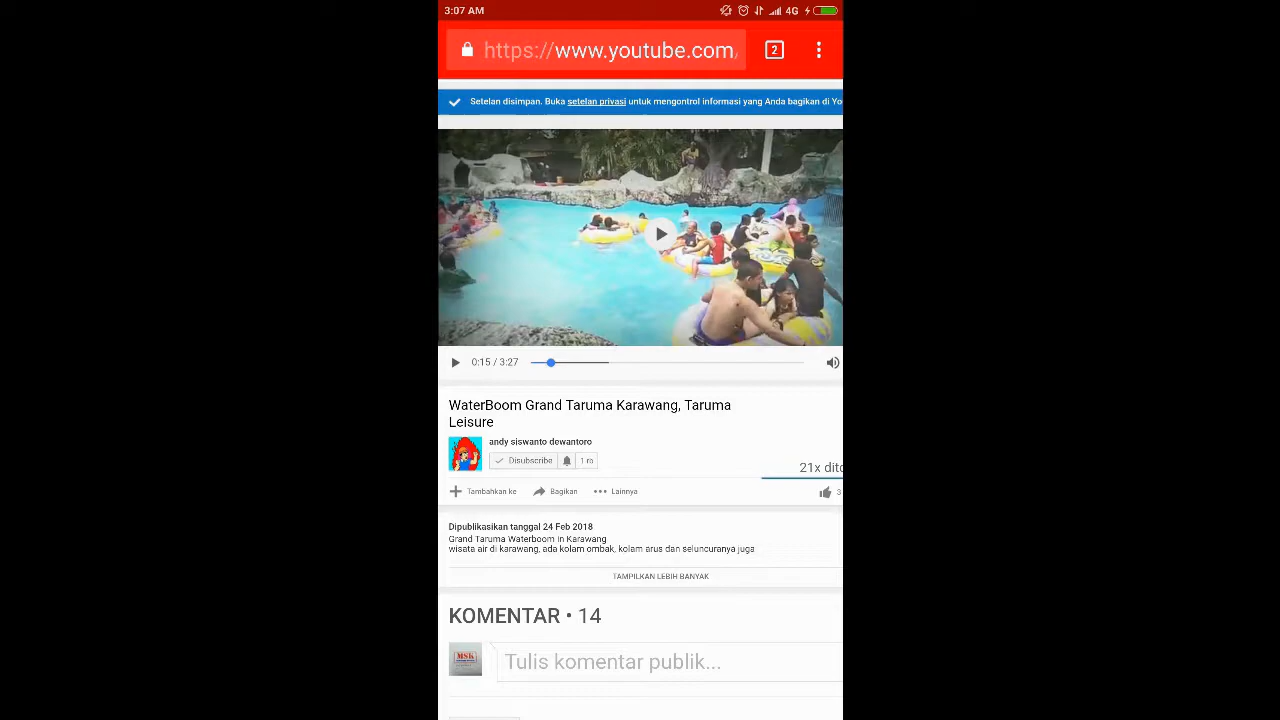 3:07 AM
4G
https://www.youtube.com/
2
Setelan disimpan. Buka setelan privasi untuk mengontrol informasi yang Anda bagikan di Yo
0:15 / 3:27
WaterBoom Grand Taruma Karawang, Taruma
Leisure
andy siswanto dewantoro
Disubscribe
1 ro
21x dito
Tambahkan ke
Bagikan
Lainnya
3
Dipublikasikan tanggal 24 Feb 2018
Grand Taruma Waterboom in Karawang
wisata air di karawang, ada kolam ombak, kolam arus dan seluncuranya juga
TAMPILKAN LEBIH BANYAK
KOMENTAR • 14
MSK
Tulis komentar publik...